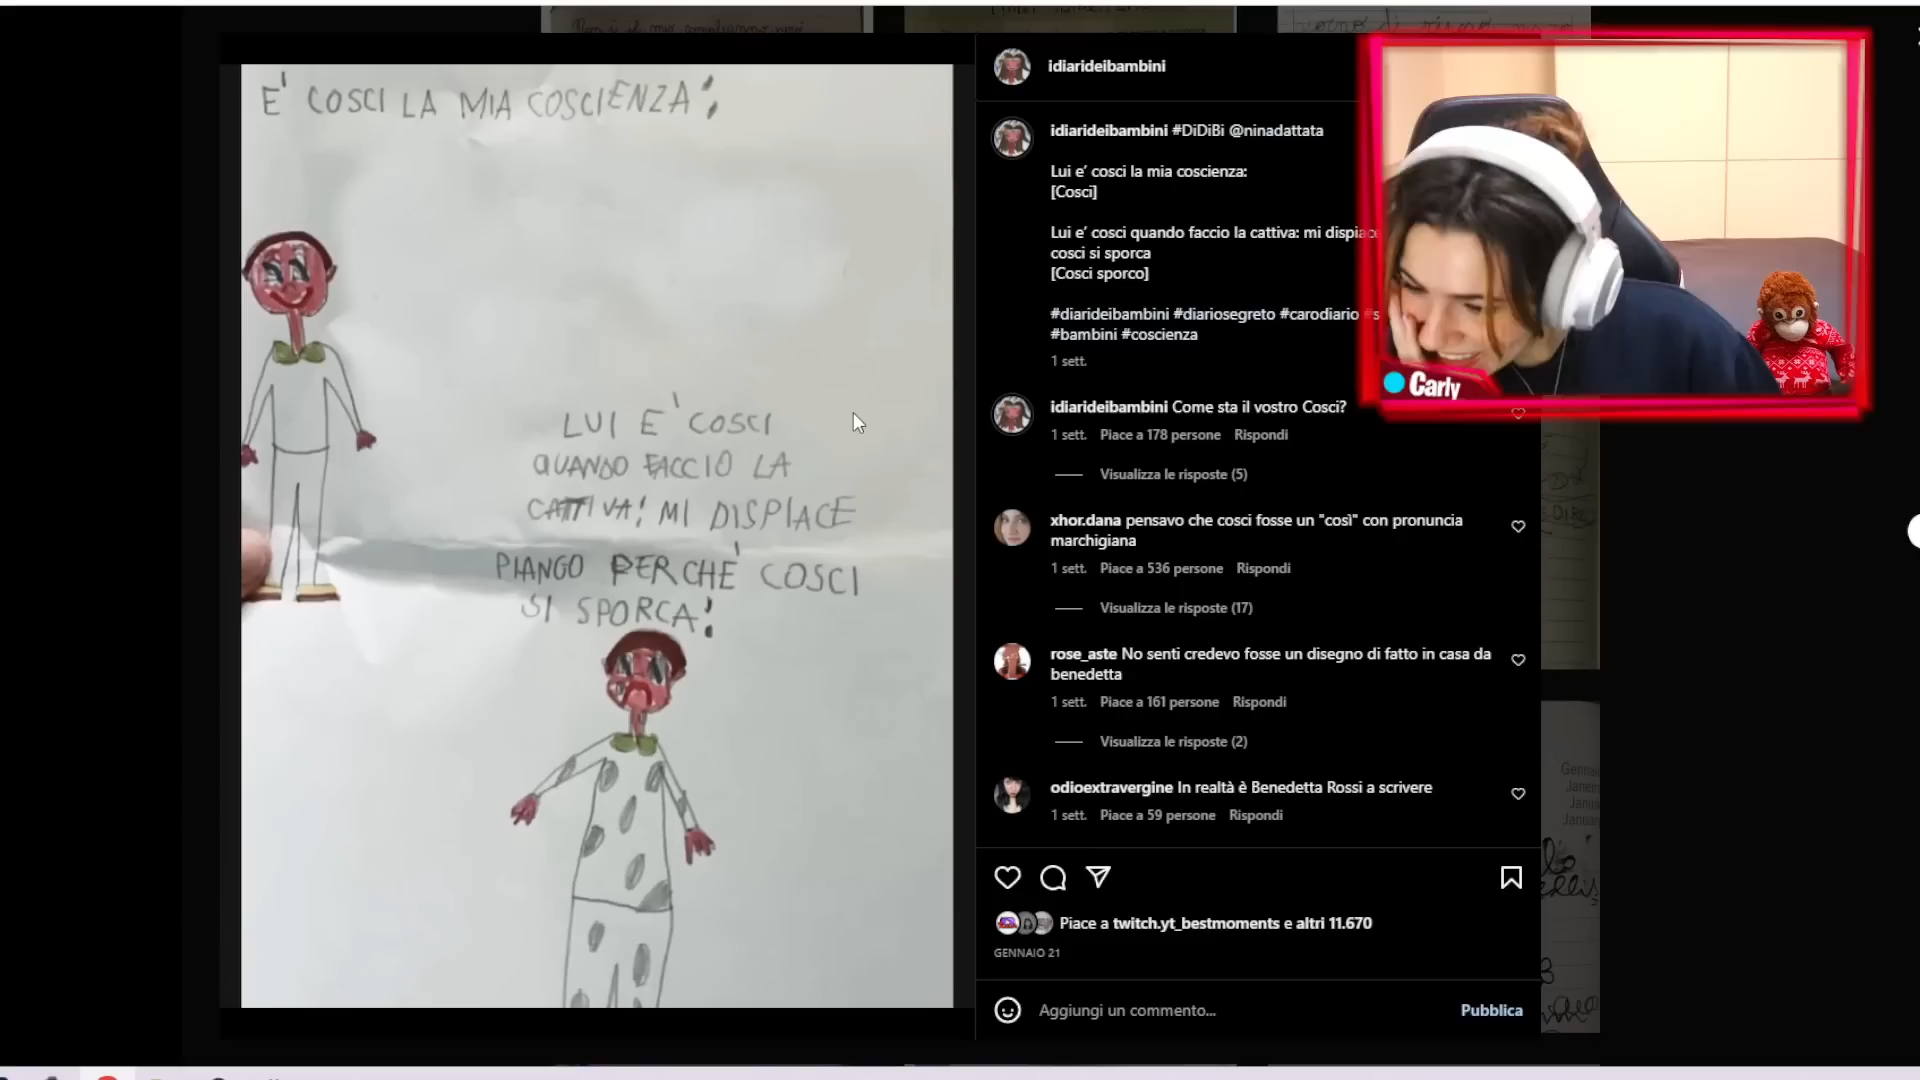 E' COSCI LA MIA COSCIENZA:
LUI E' COSCI
QUANDO FACCIO LA
CATTIVA: MI DISPIACE
PIANGO PERCHE' COSCI
SI SPORCA:
idiarideibambini
idiarideibambini #DiDiBi @ninadattata
Lui e' cosci la mia coscienza:
[Cosci]
Lui e' cosci quando faccio la cattiva: mi dispiace
cosci si sporca
[Cosci sporco]
#diarideibambini #diariosegreto #carodiario #s
#bambini #coscienza
1 sett.
idiarideibambini Come sta il vostro Cosci?
1 sett. Piace a 178 persone Rispondi
Visualizza le risposte (5)
xhor.dana pensavo che cosci fosse un "così" con pronuncia
marchigiana
1 sett. Piace a 536 persone Rispondi
Visualizza le risposte (17)
rose_aste No senti credevo fosse un disegno di fatto in casa da
benedetta
1 sett. Piace a 161 persone Rispondi
Visualizza le risposte (2)
odioextravergine In realtà è Benedetta Rossi a scrivere
1 sett. Piace a 59 persone Rispondi
Piace a twitch.yt_bestmoments e altri 11.670
GENNAIO 21
Aggiungi un commento...
Pubblica
Carly